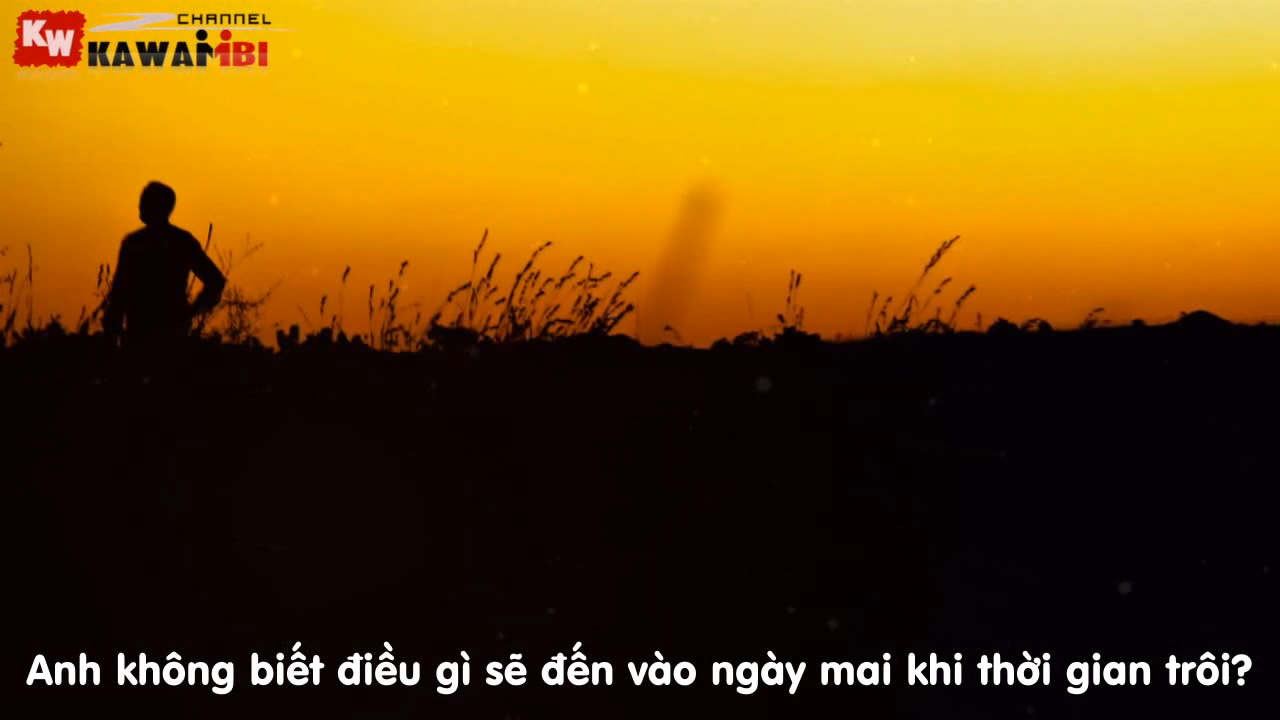 CHANNEL
KW KAWAMBI
Anh không biết điều gì sẽ đến vào ngày mai khi thời gian trôi?